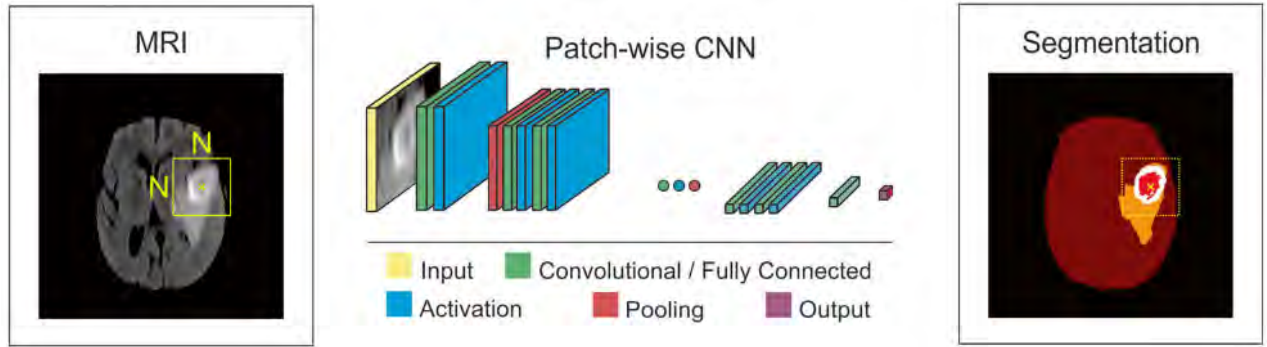 MRI
N
N
Patch-wise CNN
Input
Convolutional / Fully Connected
Activation
Pooling
Output
Segmentation